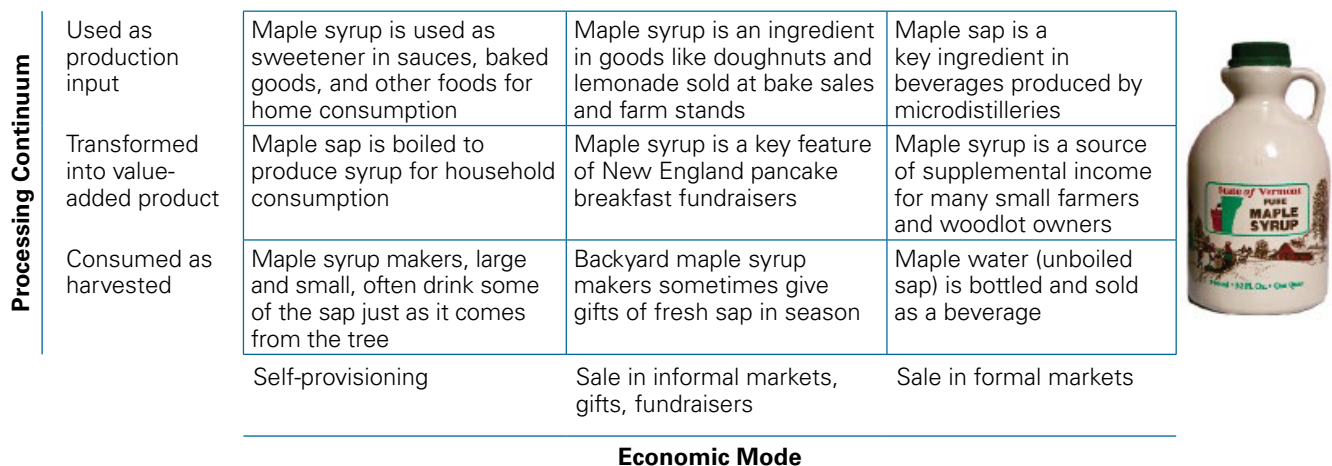 Processing Continuum
Used as
production
input
Maple syrup is used as
sweetener in sauces, baked
goods, and other foods for
home consumption
Maple syrup is an ingredient
in goods like doughnuts and
lemonade sold at bake sales
and farm stands
Maple sap is a
key ingredient in
beverages produced by
microdistilleries
Transformed
into value-
added product
Maple sap is boiled to
produce syrup for household
consumption
Maple syrup is a key feature
of New England pancake
breakfast fundraisers
Maple syrup is a source
of supplemental income
for many small farmers
and woodlot owners
Consumed as
harvested
Maple syrup makers, large
and small, often drink some
of the sap just as it comes
from the tree
Backyard maple syrup
makers sometimes give
gifts of fresh sap in season
Maple water (unboiled
sap) is bottled and sold
as a beverage
Self-provisioning
Sale in informal markets,
gifts, fundraisers
Sale in formal markets
Economic Mode
State of Vermont
PURE
MAPLE
SYRUP